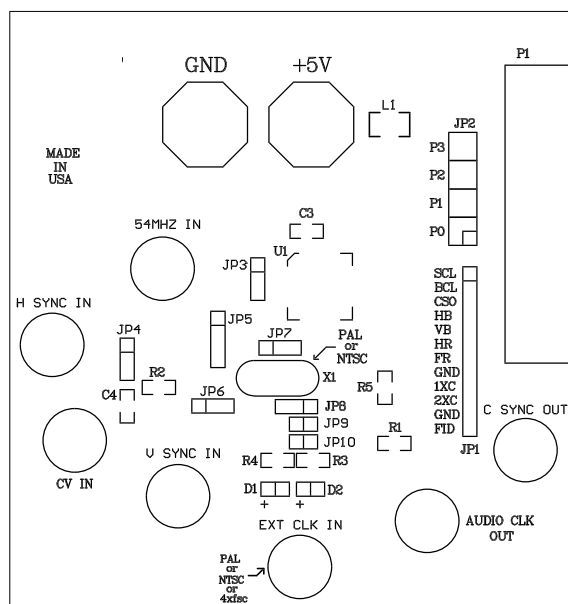 GND
+5V
P1
L1
JP2
P3
P2
P1
P0
MADE
IN
USA
54MHZ IN
C3
U1
JP3
SCL
BCL
CSO
HB
VB
HR
FR
GND
1XC
2XC
GND
FID
JP1
H SYNC IN
JP4
JP5
JP7
PAL
or
NTSC
X1
R2
C4
JP6
R5
JP8
JP9
JP10
R1
C SYNC OUT
CV IN
V SYNC IN
R4
R3
D1
D2
+
+
EXT CLK IN
AUDIO CLK
OUT
PAL
or
NTSC
or
4xfsc